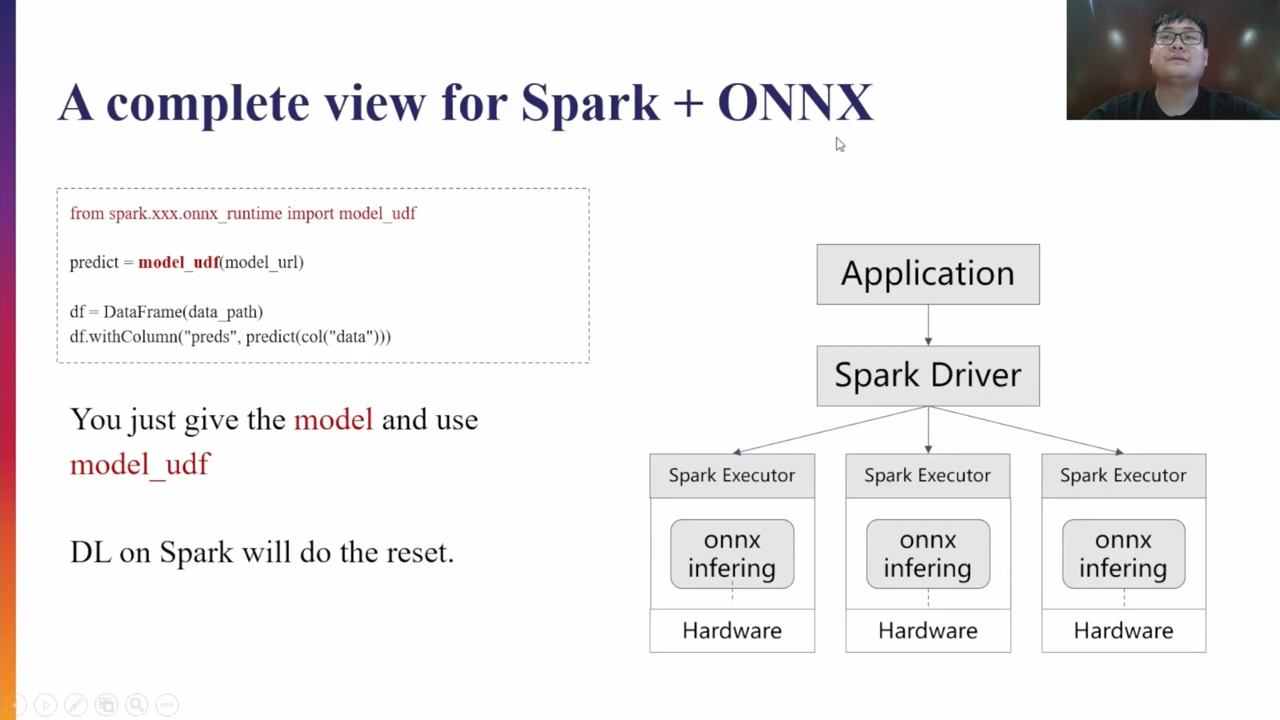 A complete view for Spark + ONNX
from spark.xxx.onnx_runtime import model_udf
predict = model_udf(model_url)
df = DataFrame(data_path)
df.withColumn("preds", predict(col("data")))
You just give the model and use
model_udf
DL on Spark will do the reset.
Application
Spark Driver
Spark Executor
Spark Executor
Spark Executor
onnx
infering
onnx
infering
onnx
infering
Hardware
Hardware
Hardware